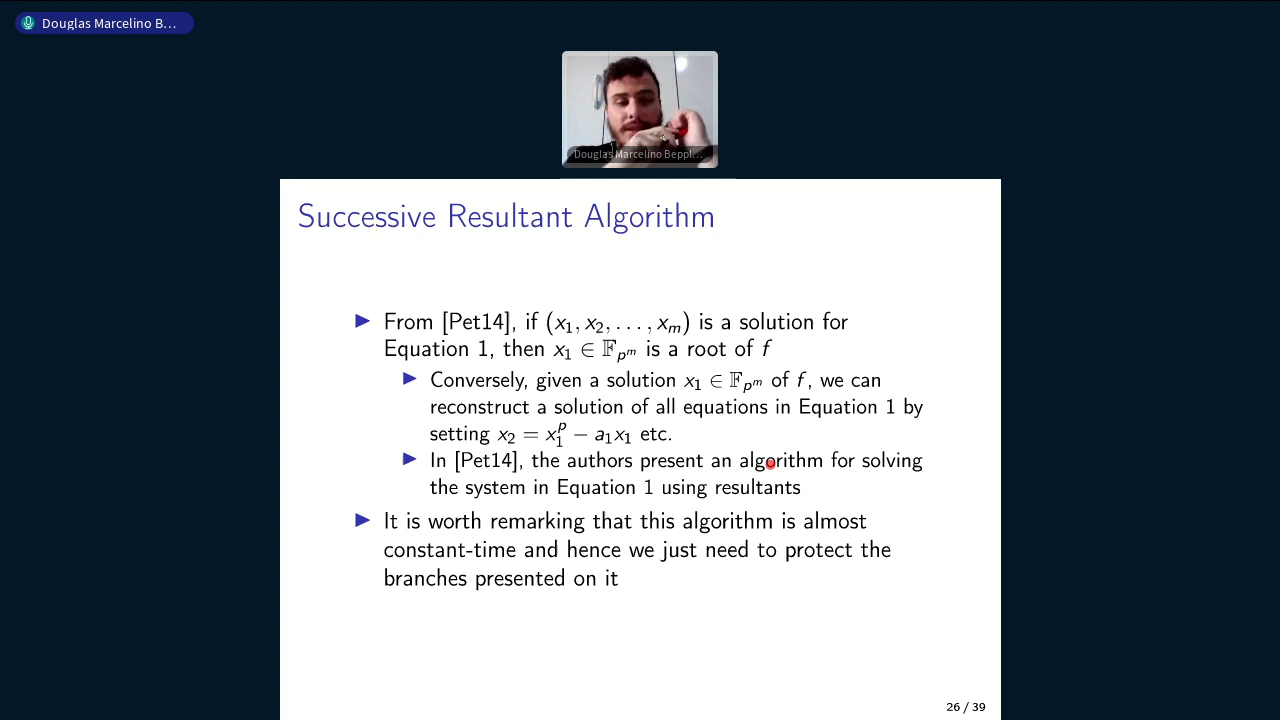 Douglas Marcelino B...
Douglas Marcelino Beppl...
Successive Resultant Algorithm
▶ From [Pet14], if (x₁, x₂, . . . , xₘ) is a solution for
Equation 1, then x₁ ∈ 𝔽_{p^m} is a root of f
▶ Conversely, given a solution x₁ ∈ 𝔽_{p^m} of f, we can
reconstruct a solution of all equations in Equation 1 by
setting x₂ = x₁^p − a₁x₁ etc.
▶ In [Pet14], the authors present an algorithm for solving
the system in Equation 1 using resultants
▶ It is worth remarking that this algorithm is almost
constant-time and hence we just need to protect the
branches presented on it
26 / 39